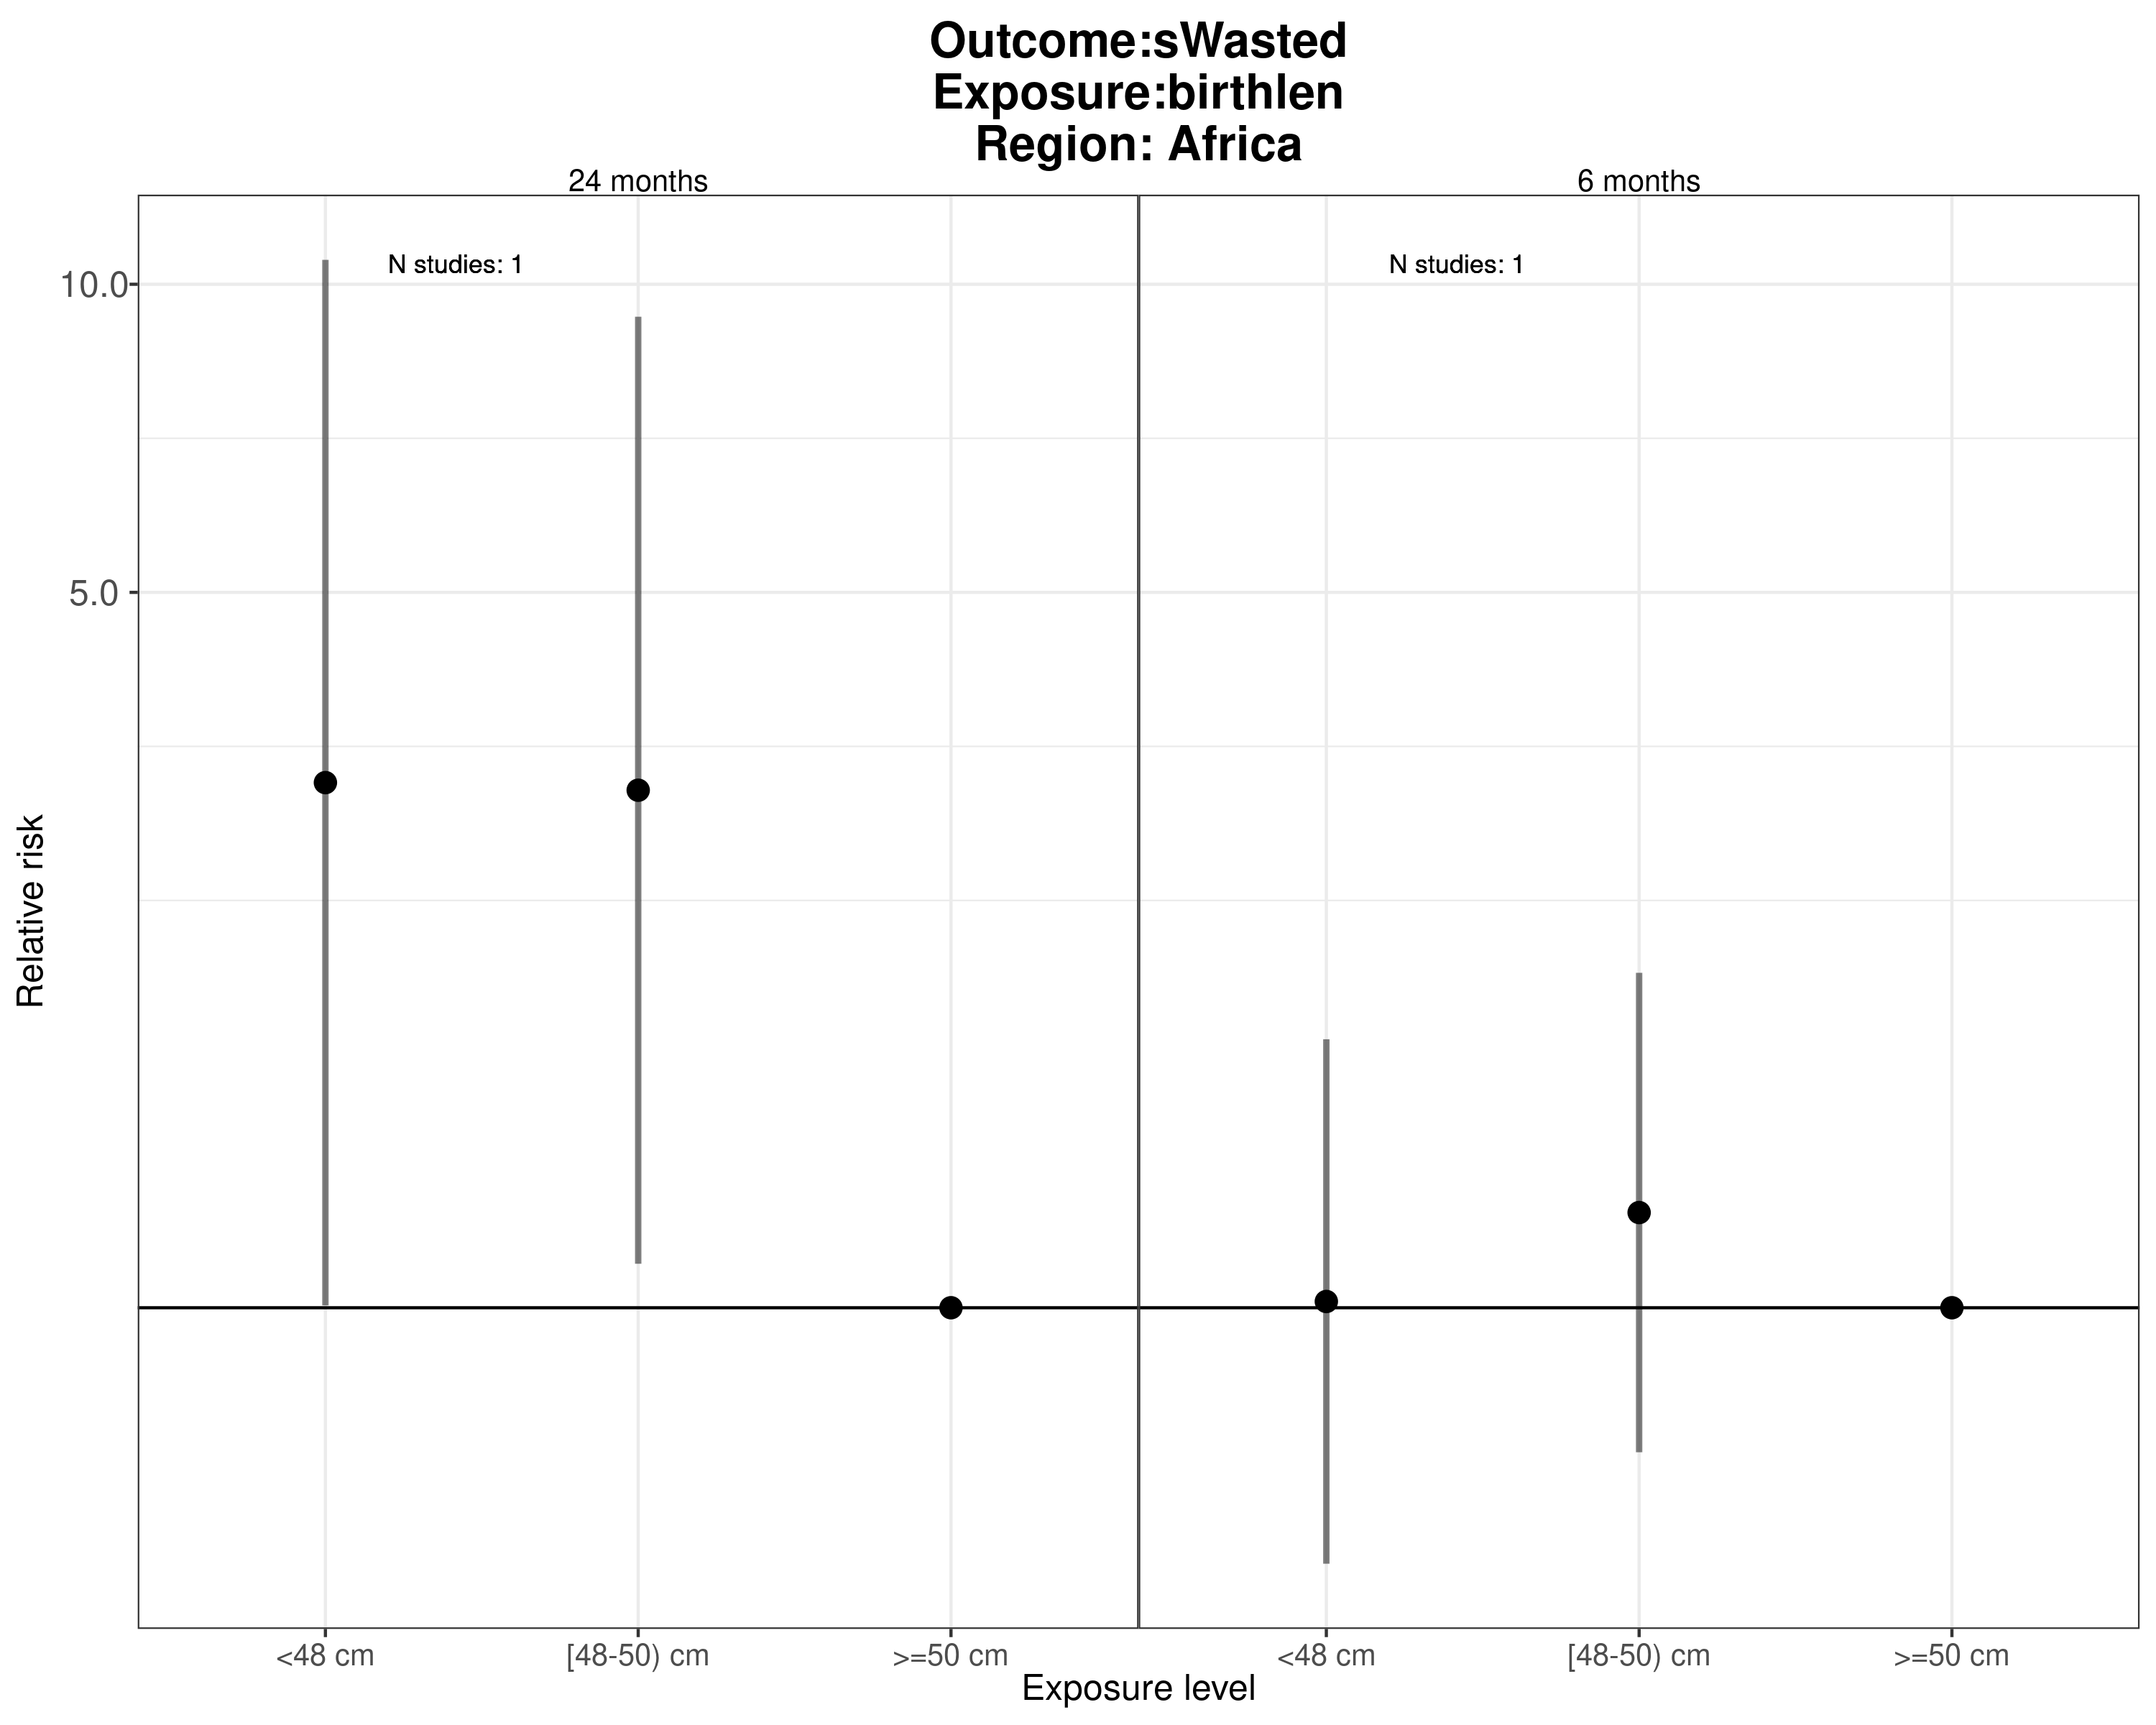 Outcome:sWasted
Exposure:birthlen
Region: Africa
24 months
6 months
N studies: 1
N studies: 1
10.0
5.0
Relative risk
<48 cm
[48-50) cm
>=50 cm
<48 cm
[48-50) cm
>=50 cm
Exposure level